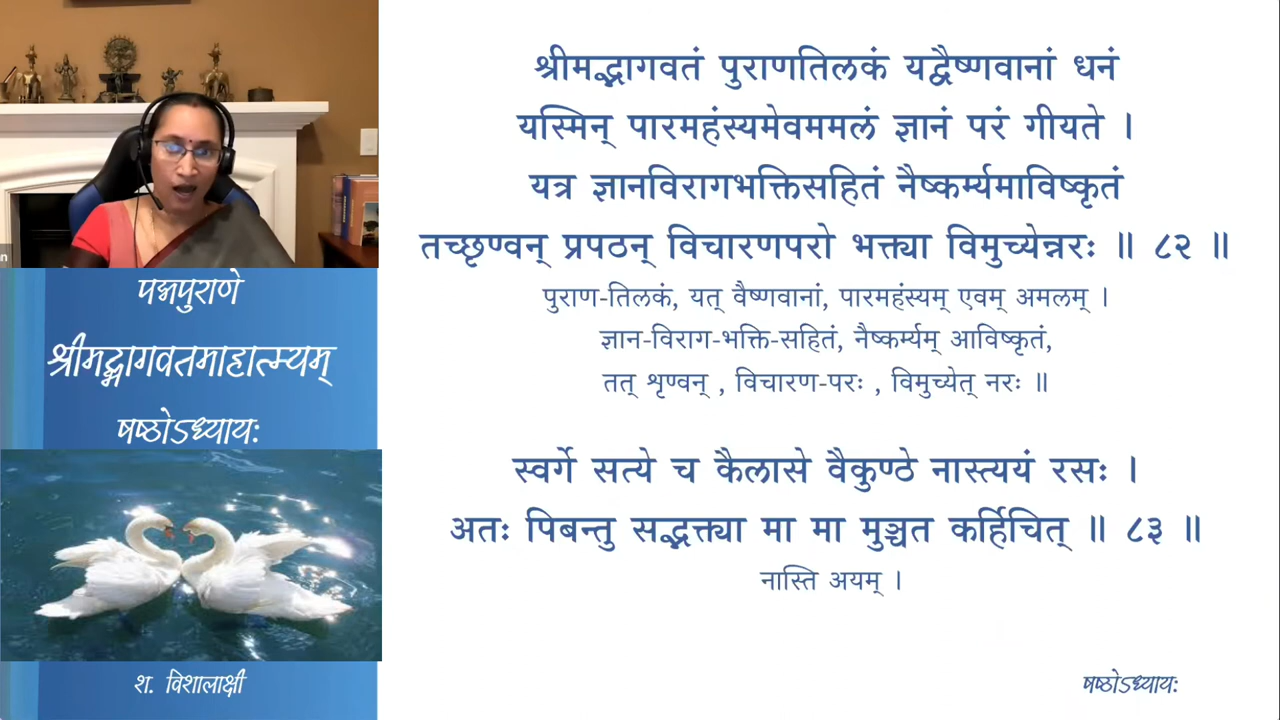 श्रीमद्भागवतं पुराणतिलकं यद्वैष्णवानां धनं
यस्मिन् पारमहंस्यमेवममलं ज्ञानं परं गीयते ।
यत्र ज्ञानविरागभक्तिसहितं नैष्कर्म्यमाविष्कृतं
तच्छृण्वन् प्रपठन् विचारणपरो भक्त्या विमुच्येन्नरः ॥ ८२ ॥
पुराण-तिलकं, यत् वैष्णवानां, पारमहंस्यम् एवम् अमलम् ।
ज्ञान-विराग-भक्ति-सहितं, नैष्कर्म्यम् आविष्कृतं,
तत् श‍ृण्वन् , विचारण-परः , विमुच्येत् नरः ॥
स्वर्गे सत्ये च कैलासे वैकुण्ठे नास्त्ययं रसः ।
अतः पिबन्तु सद्भक्त्या मा मा मुञ्चत कर्हिचित् ॥ ८३ ॥
नास्ति अयम् ।
पद्मपुराणे
श्रीमद्भागवतमाहात्म्यम्
षष्ठोऽध्यायः
श. विशालाक्षी
षष्ठोऽध्यायः